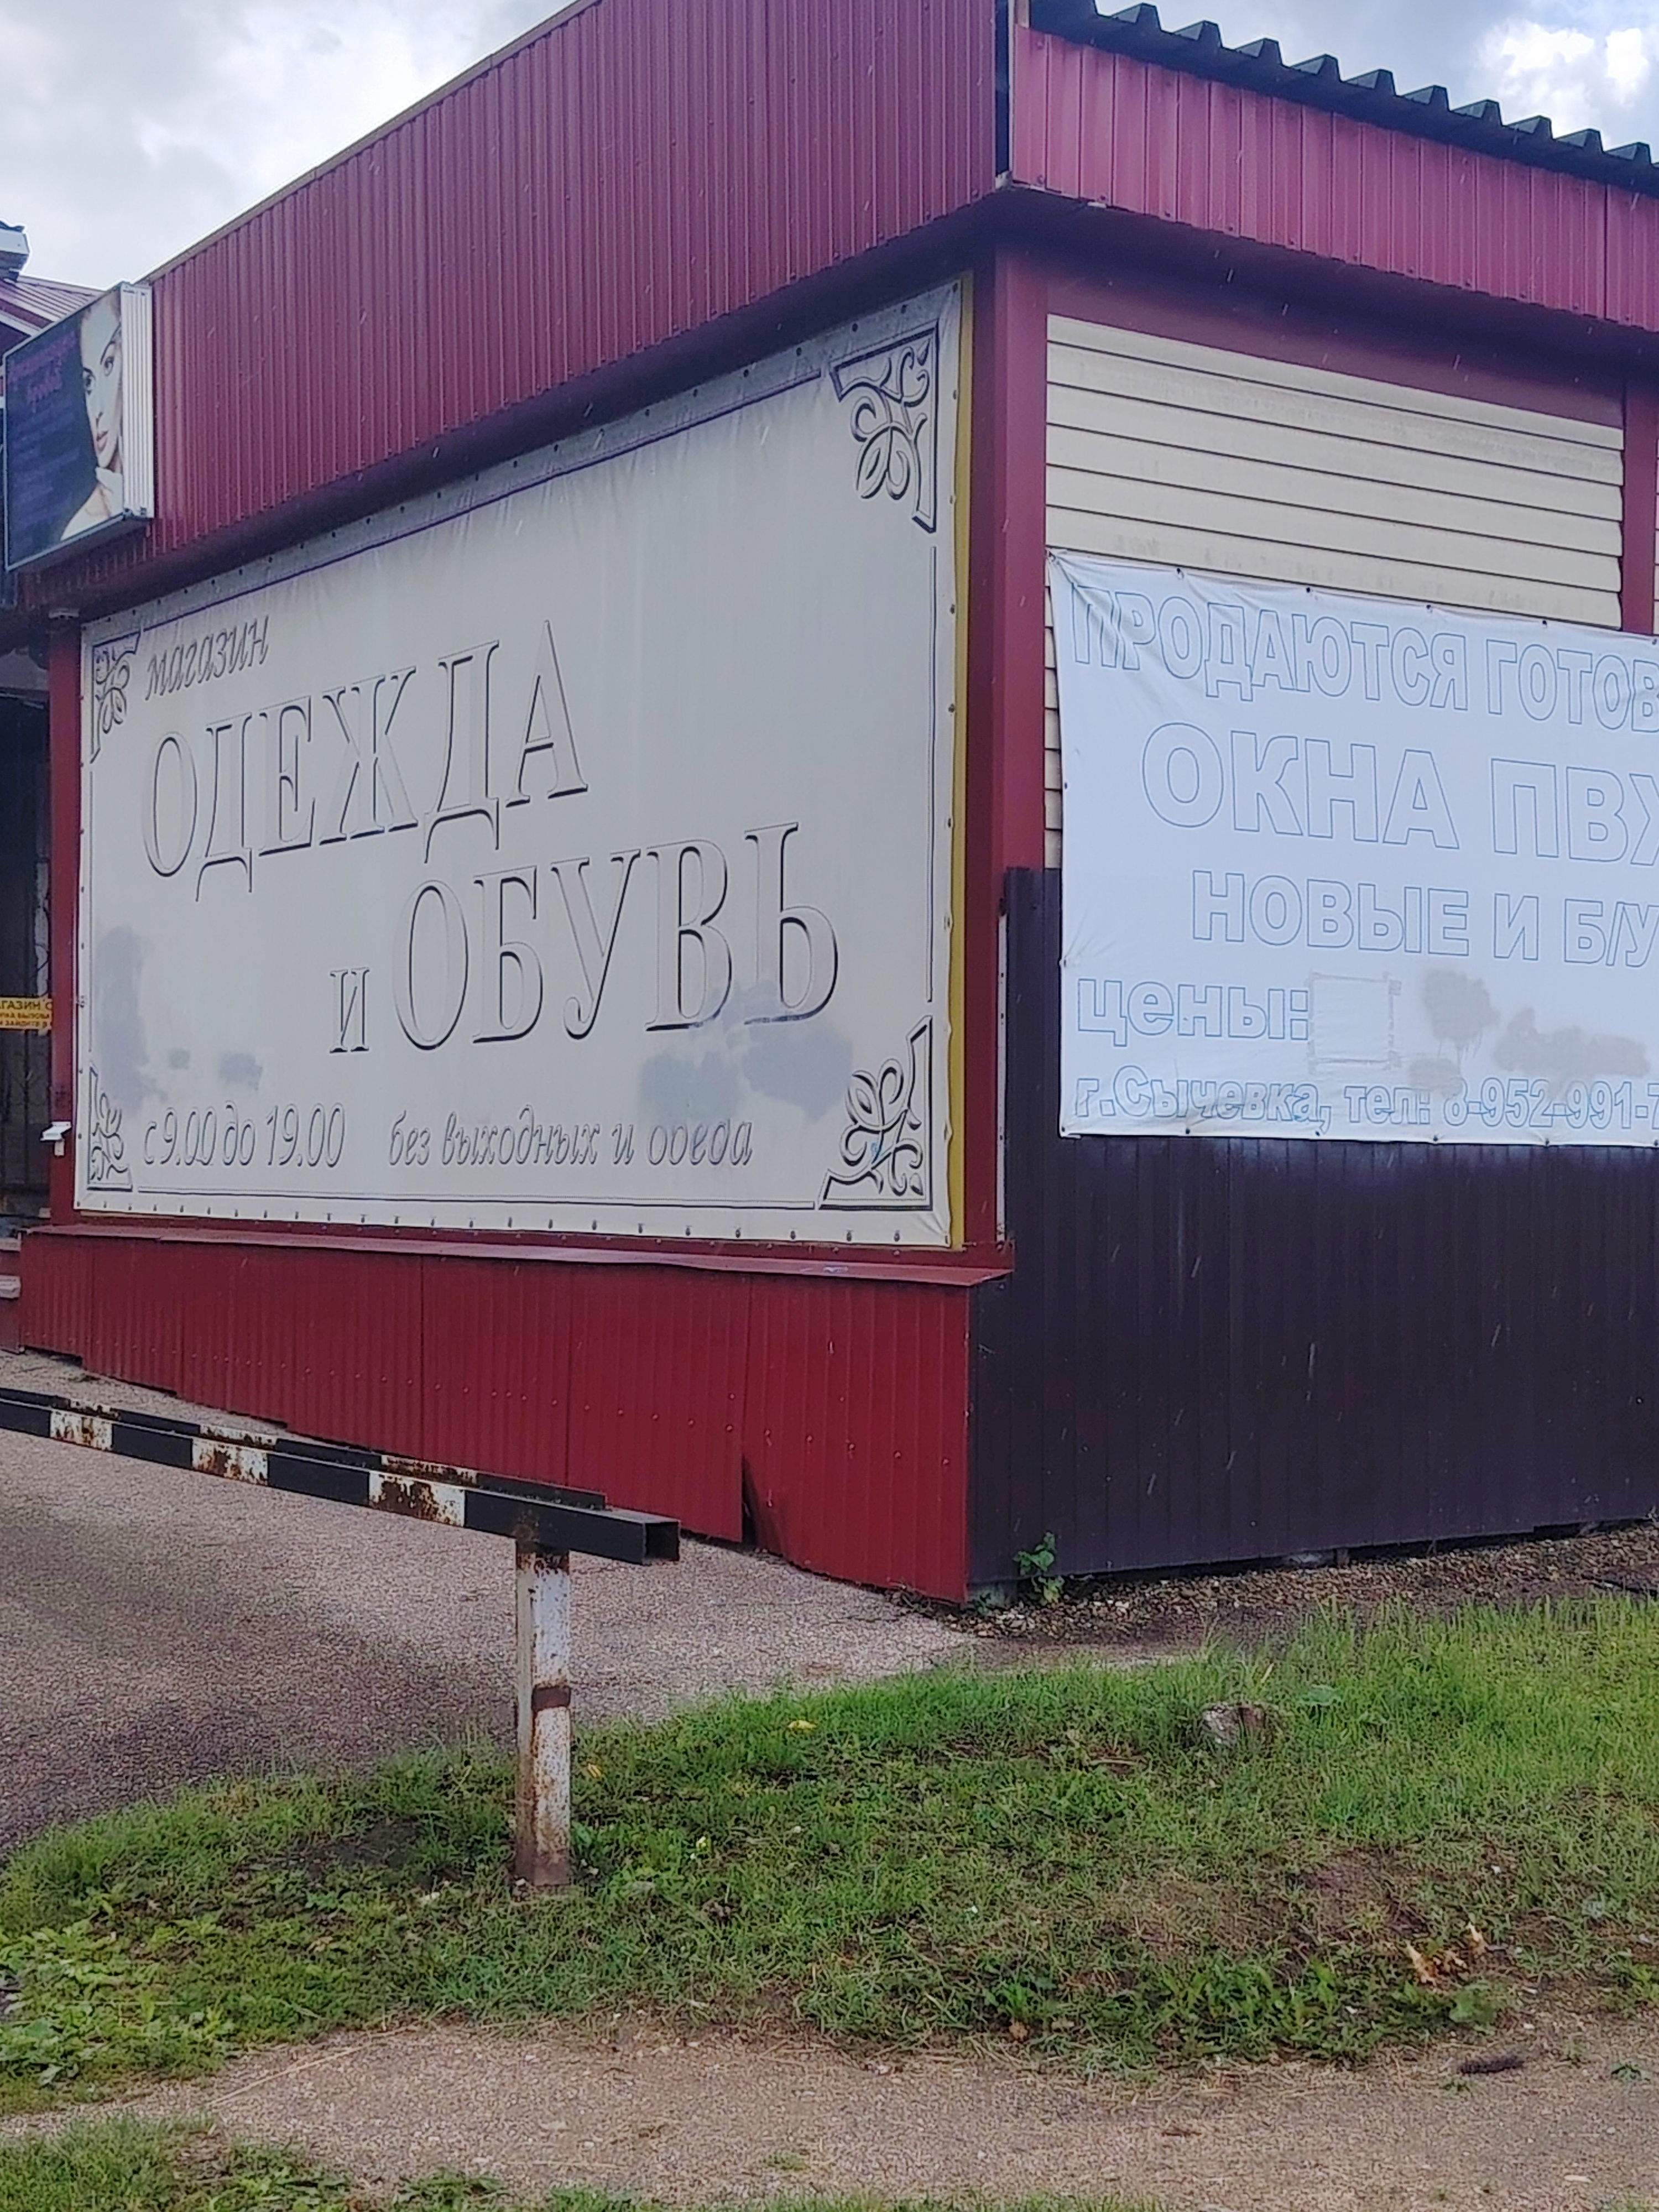 магазин
ОДЕЖДА
и ОБУВЬ
с 9.00 до 19.00 без выходных и обеда
ПРОДАЮТСЯ ГОТОВ
ОКНА ПВХ
НОВЫЕ И Б/У
цены:
г.Сычевка, тел: 8-952-991-7